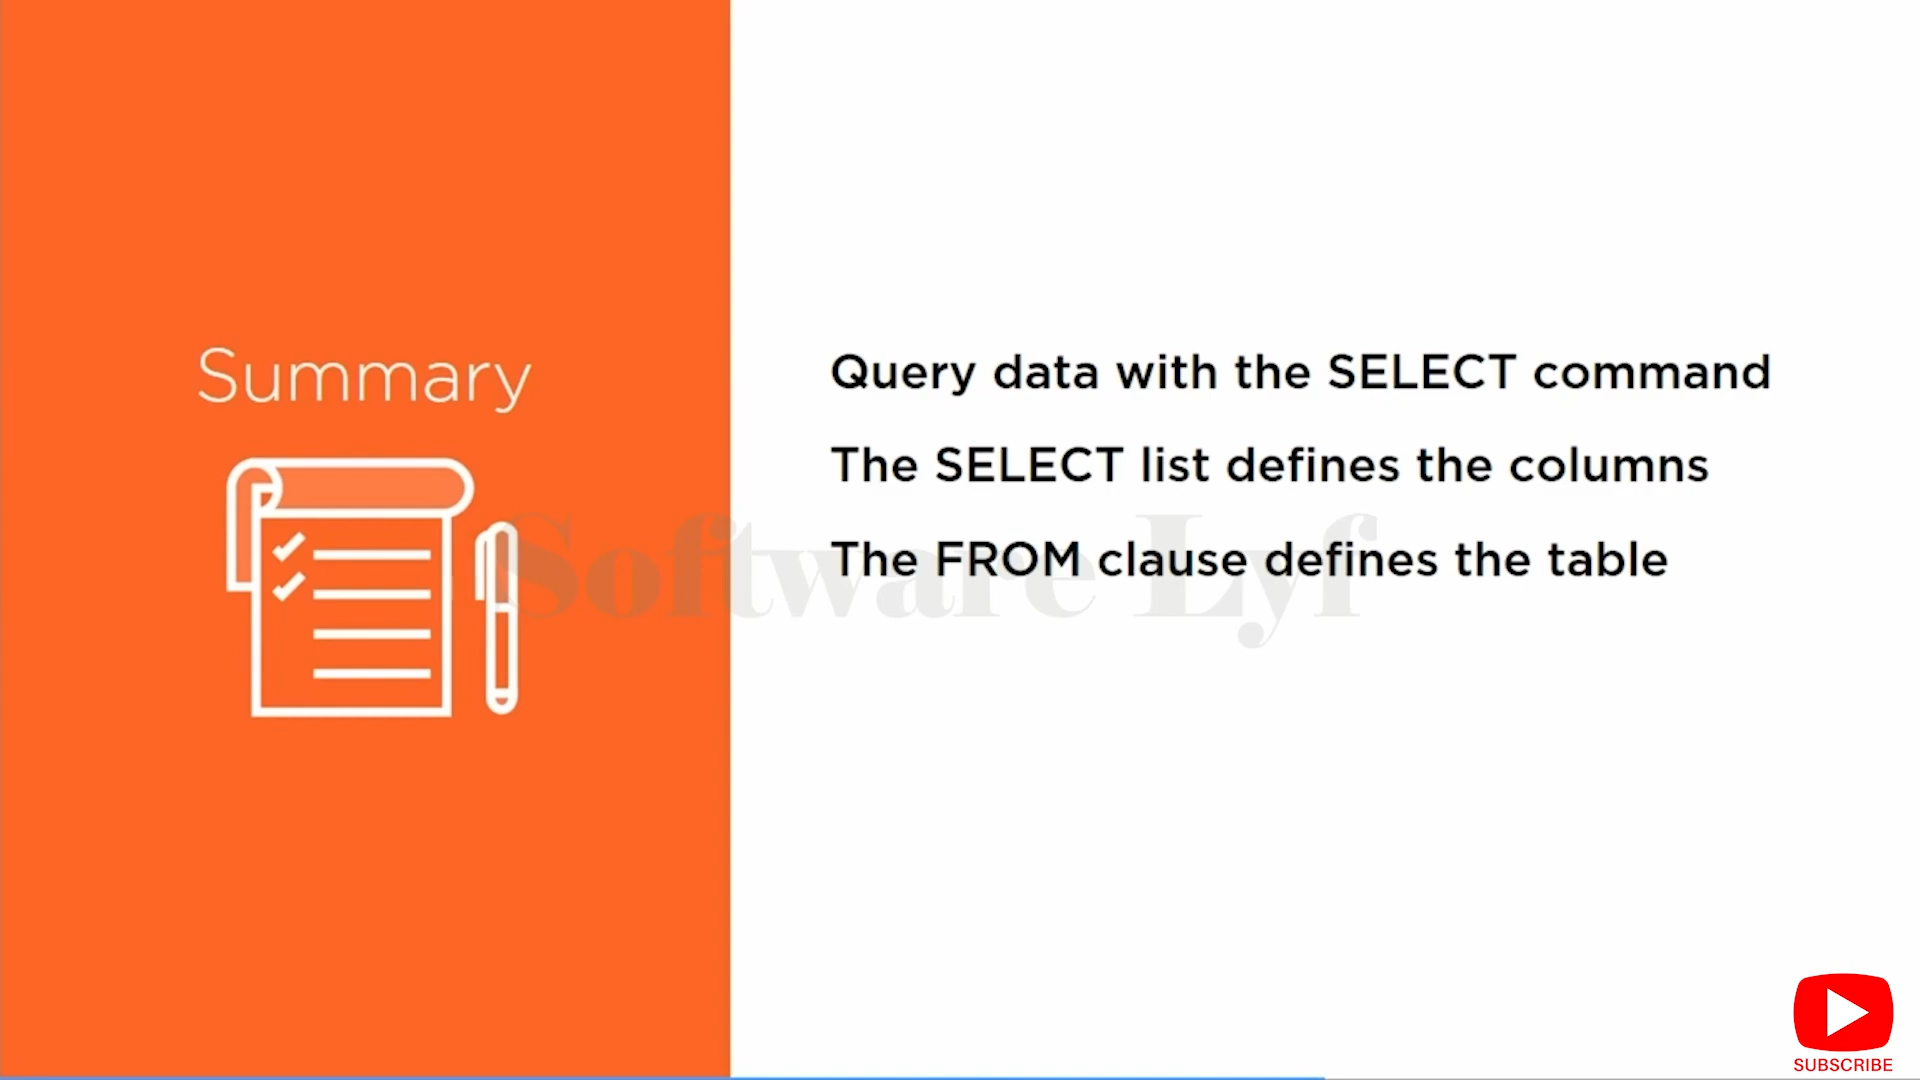 Summary
Query data with the SELECT command
The SELECT list defines the columns
The FROM clause defines the table
Software Lyf
SUBSCRIBE